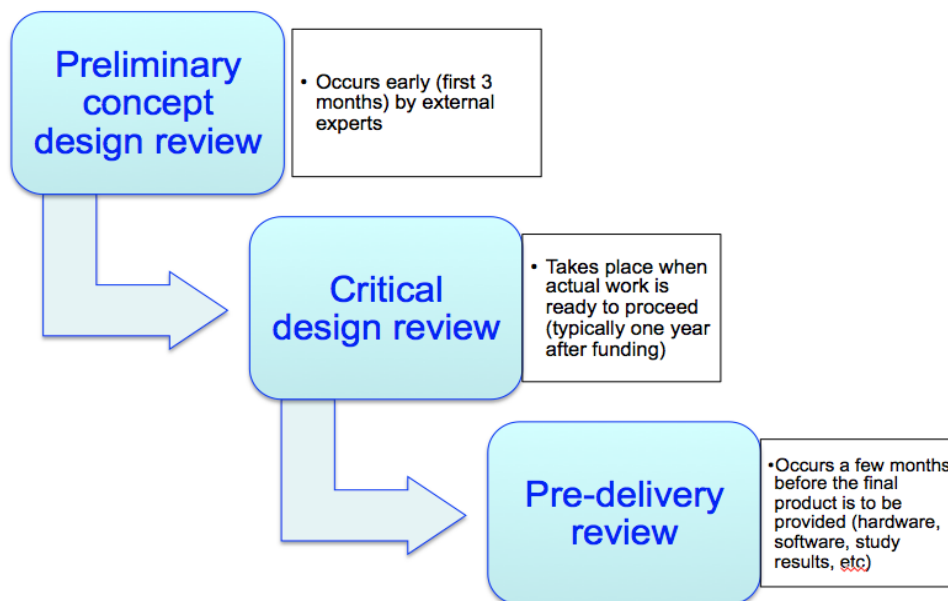 Preliminary
concept
design review
• Occurs early (first 3
months) by external
experts
Critical
design review
• Takes place when
actual work is
ready to proceed
(typically one year
after funding)
Pre-delivery
review
•Occurs a few months
before the final
product is to be
provided (hardware,
software, study
results, etc)